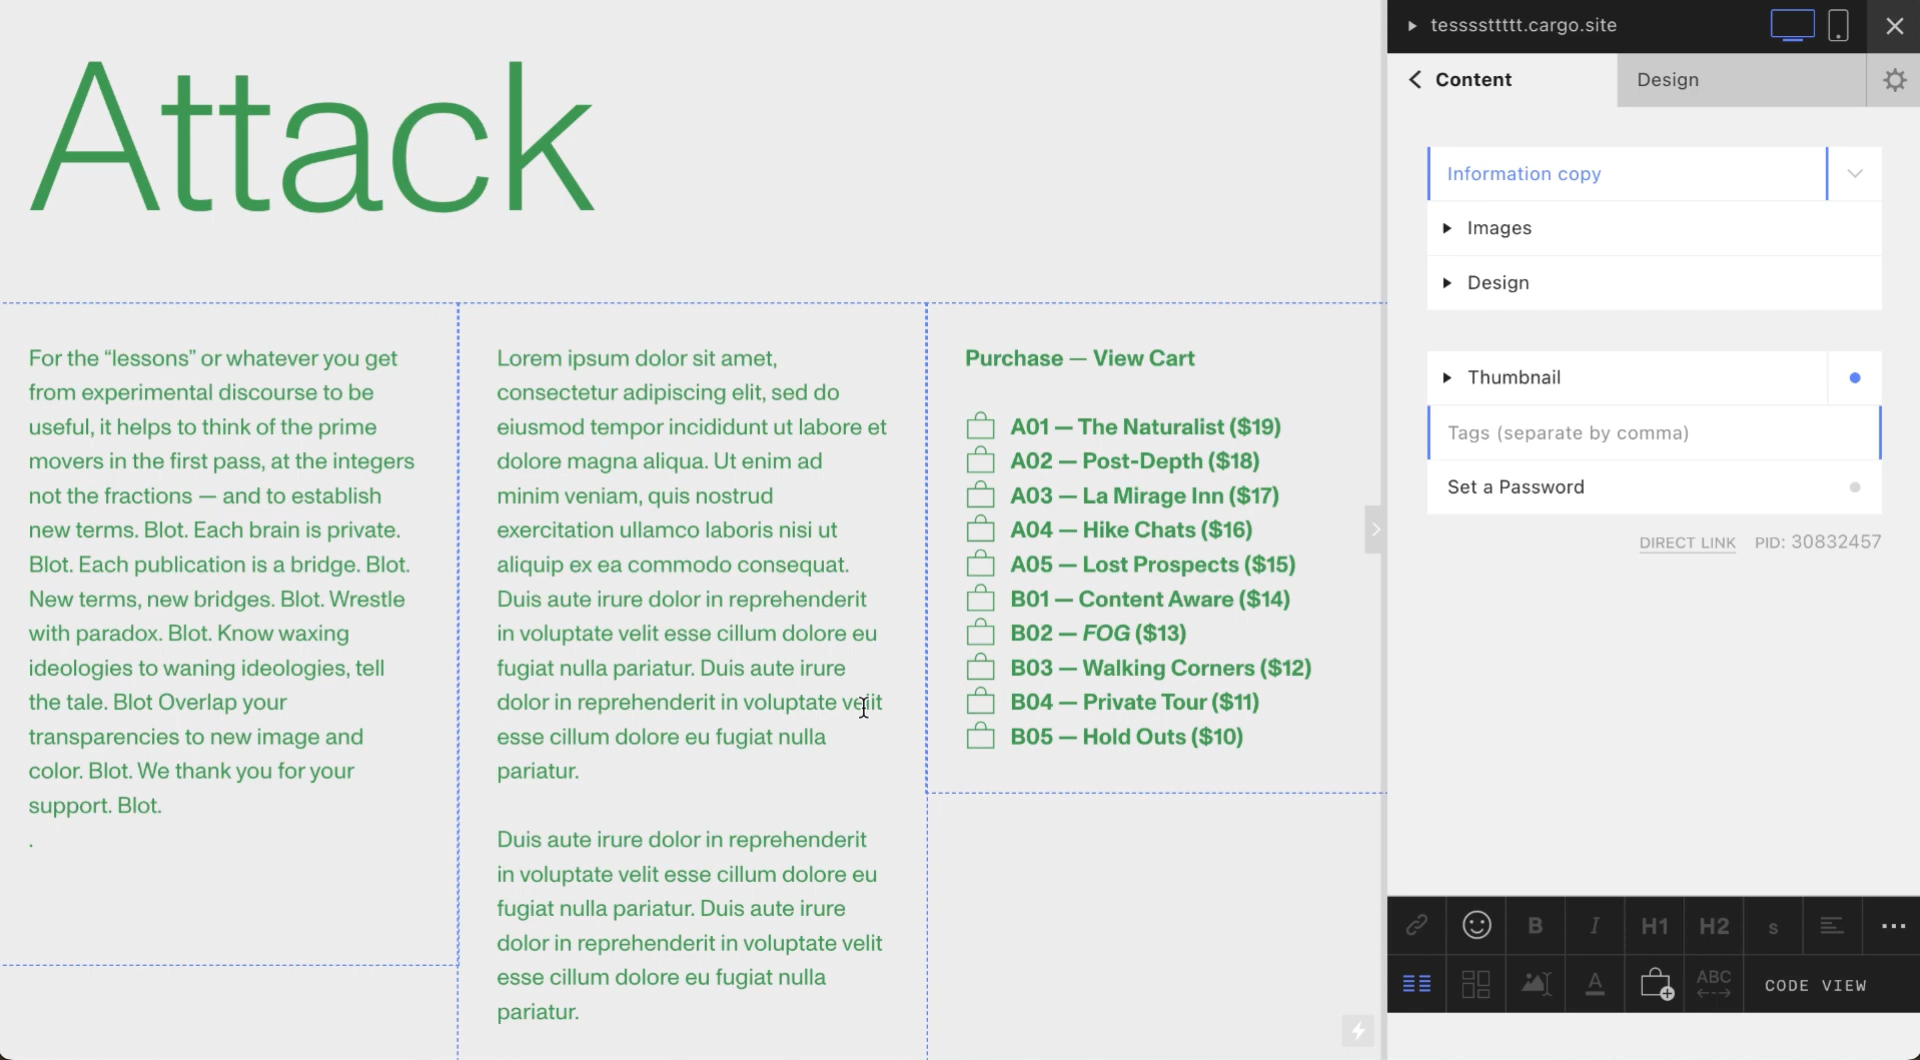 Attack
For the “lessons” or whatever you get
from experimental discourse to be
useful, it helps to think of the prime
movers in the first pass, at the integers
not the fractions — and to establish
new terms. Blot. Each brain is private.
Blot. Each publication is a bridge. Blot.
New terms, new bridges. Blot. Wrestle
with paradox. Blot. Know waxing
ideologies to waning ideologies, tell
the tale. Blot Overlap your
transparencies to new image and
color. Blot. We thank you for your
support. Blot.
.
Lorem ipsum dolor sit amet,
consectetur adipiscing elit, sed do
eiusmod tempor incididunt ut labore et
dolore magna aliqua. Ut enim ad
minim veniam, quis nostrud
exercitation ullamco laboris nisi ut
aliquip ex ea commodo consequat.
Duis aute irure dolor in reprehenderit
in voluptate velit esse cillum dolore eu
fugiat nulla pariatur. Duis aute irure
dolor in reprehenderit in voluptate velit
esse cillum dolore eu fugiat nulla
pariatur.
Duis aute irure dolor in reprehenderit
in voluptate velit esse cillum dolore eu
fugiat nulla pariatur. Duis aute irure
dolor in reprehenderit in voluptate velit
esse cillum dolore eu fugiat nulla
pariatur.
Purchase — View Cart
A01 — The Naturalist ($19)
A02 — Post-Depth ($18)
A03 — La Mirage Inn ($17)
A04 — Hike Chats ($16)
A05 — Lost Prospects ($15)
B01 — Content Aware ($14)
B02 — FOG ($13)
B03 — Walking Corners ($12)
B04 — Private Tour ($11)
B05 — Hold Outs ($10)
tessssttttt.cargo.site
Content
Design
Information copy
Images
Design
Thumbnail
Tags (separate by comma)
Set a Password
DIRECT LINK PID: 30832457
B I H1 H2 s
A ABC CODE VIEW